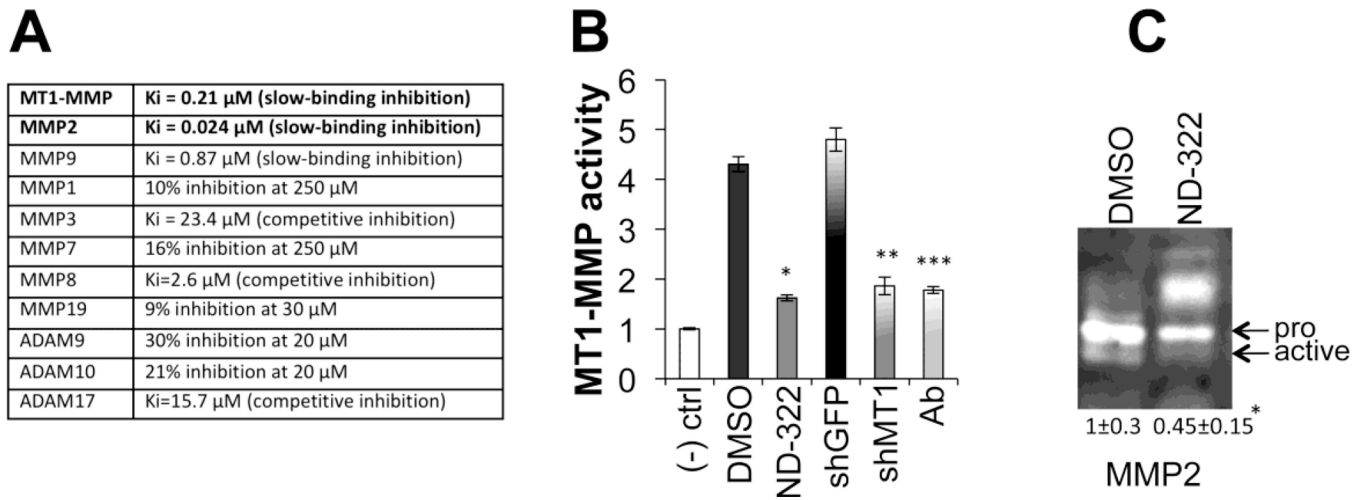 A
MT1-MMP Ki = 0.21 µM (slow-binding inhibition)
MMP2 Ki = 0.024 µM (slow-binding inhibition)
MMP9 Ki = 0.87 µM (slow-binding inhibition)
MMP1 10% inhibition at 250 µM
MMP3 Ki = 23.4 µM (competitive inhibition)
MMP7 16% inhibition at 250 µM
MMP8 Ki=2.6 µM (competitive inhibition)
MMP19 9% inhibition at 30 µM
ADAM9 30% inhibition at 20 µM
ADAM10 21% inhibition at 20 µM
ADAM17 Ki=15.7 µM (competitive inhibition)
B
MT1-MMP activity
6
5
4
3
2
1
0
*
**
***
(-) ctrl
DMSO
ND-322
shGFP
shMT1
Ab
C
DMSO
ND-322
pro
active
1±0.3 0.45±0.15*
MMP2